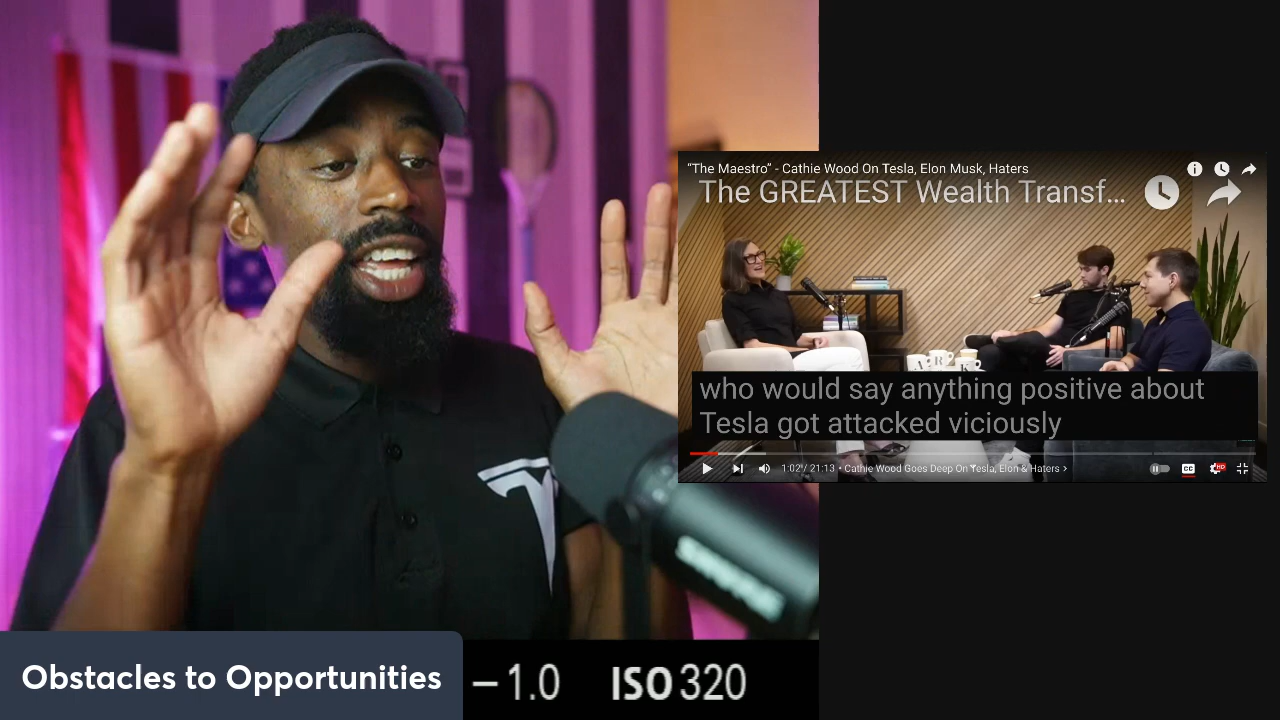 “The Maestro” - Cathie Wood On Tesla, Elon Musk, Haters
The GREATEST Wealth Transf...
A R K
who would say anything positive about
Tesla got attacked viciously
1:02 / 21:13 • Cathie Wood Goes Deep On Tesla, Elon & Haters >
CC
HD
Obstacles to Opportunities
– 1.0 ISO 320